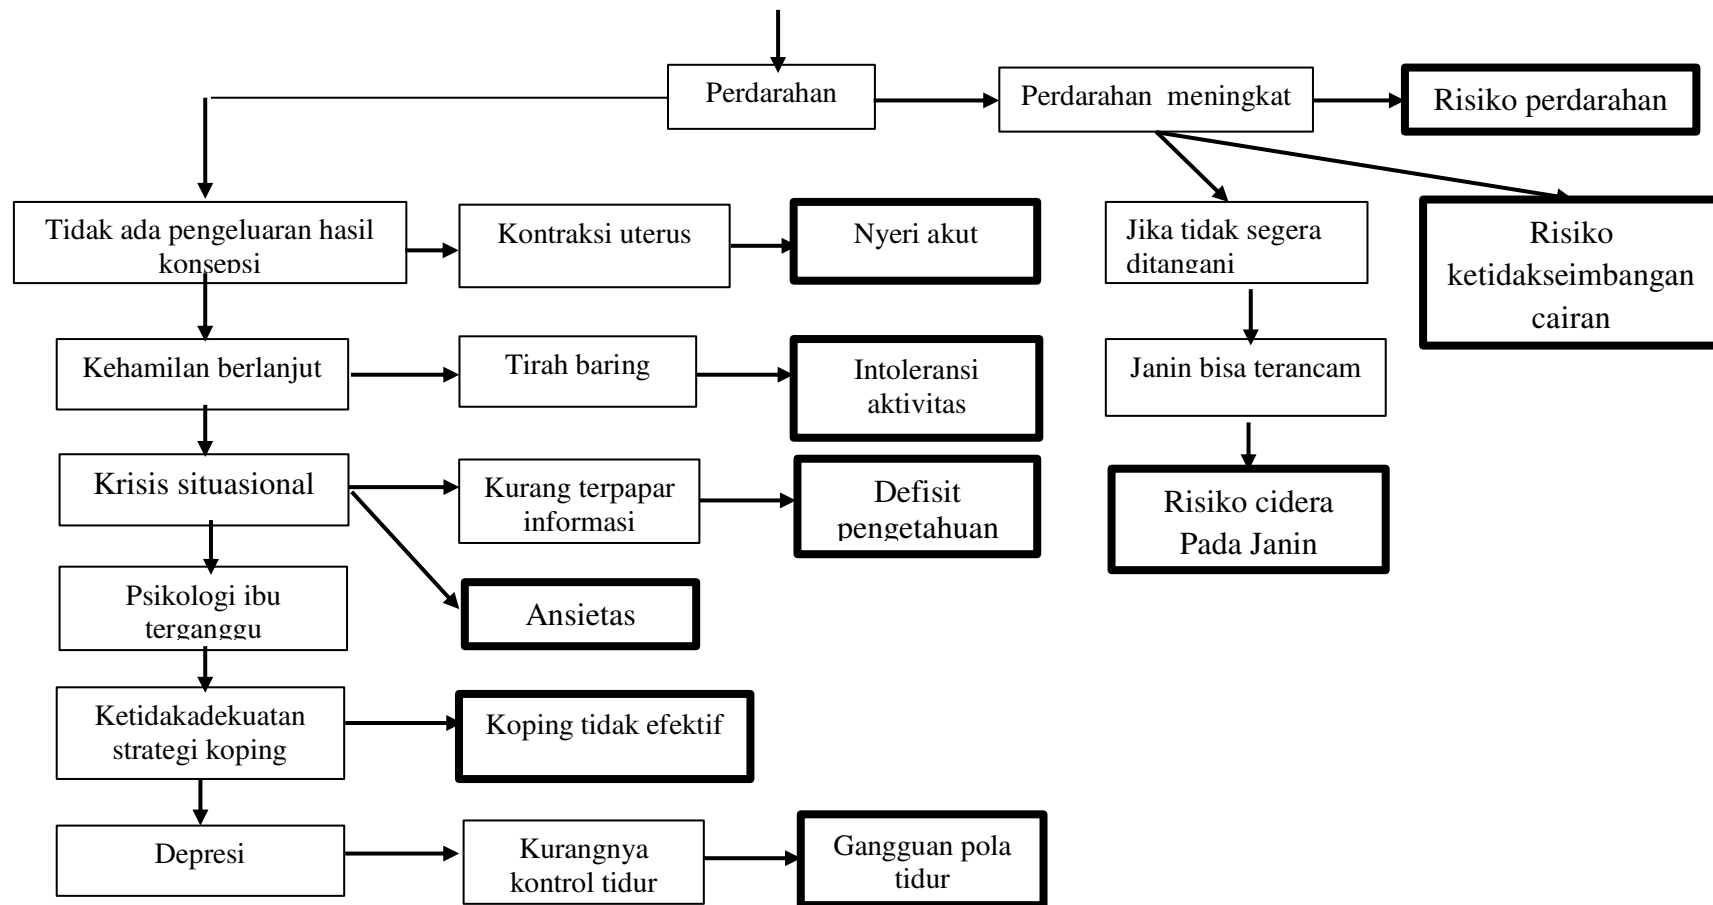 Perdarahan
Perdarahan meningkat
Risiko perdarahan
Tidak ada pengeluaran hasil
konsepsi
Kontraksi uterus
Nyeri akut
Jika tidak segera
ditangani
Risiko
ketidakseimbangan
cairan
Kehamilan berlanjut
Tirah baring
Intoleransi
aktivitas
Janin bisa terancam
Krisis situasional
Kurang terpapar
informasi
Defisit
pengetahuan
Risiko cidera
Pada Janin
Psikologi ibu
terganggu
Ansietas
Ketidakadekuatan
strategi koping
Koping tidak efektif
Depresi
Kurangnya
kontrol tidur
Gangguan pola
tidur